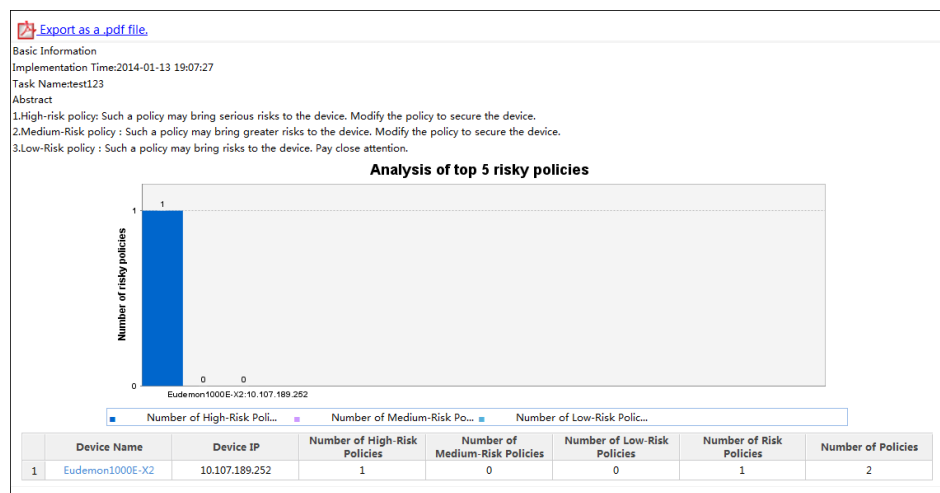 Export as a .pdf file.
Basic Information
Implementation Time:2014-01-13 19:07:27
Task Name:test123
Abstract
1.High-risk policy: Such a policy may bring serious risks to the device. Modify the policy to secure the device.
2.Medium-Risk policy : Such a policy may bring greater risks to the device. Modify the policy to secure the device.
3.Low-Risk policy : Such a policy may bring risks to the device. Pay close attention.
Analysis of top 5 risky policies
Number of risky policies
1
1
0
0
0
Eudemon1000E-X2:10.107.189.252
Number of High-Risk Poli... Number of Medium-Risk Po... Number of Low-Risk Polic...
Device Name Device IP Number of High-Risk Policies Number of Medium-Risk Policies Number of Low-Risk Policies Number of Risk Policies Number of Policies
1 Eudemon1000E-X2 10.107.189.252 1 0 0 1 2